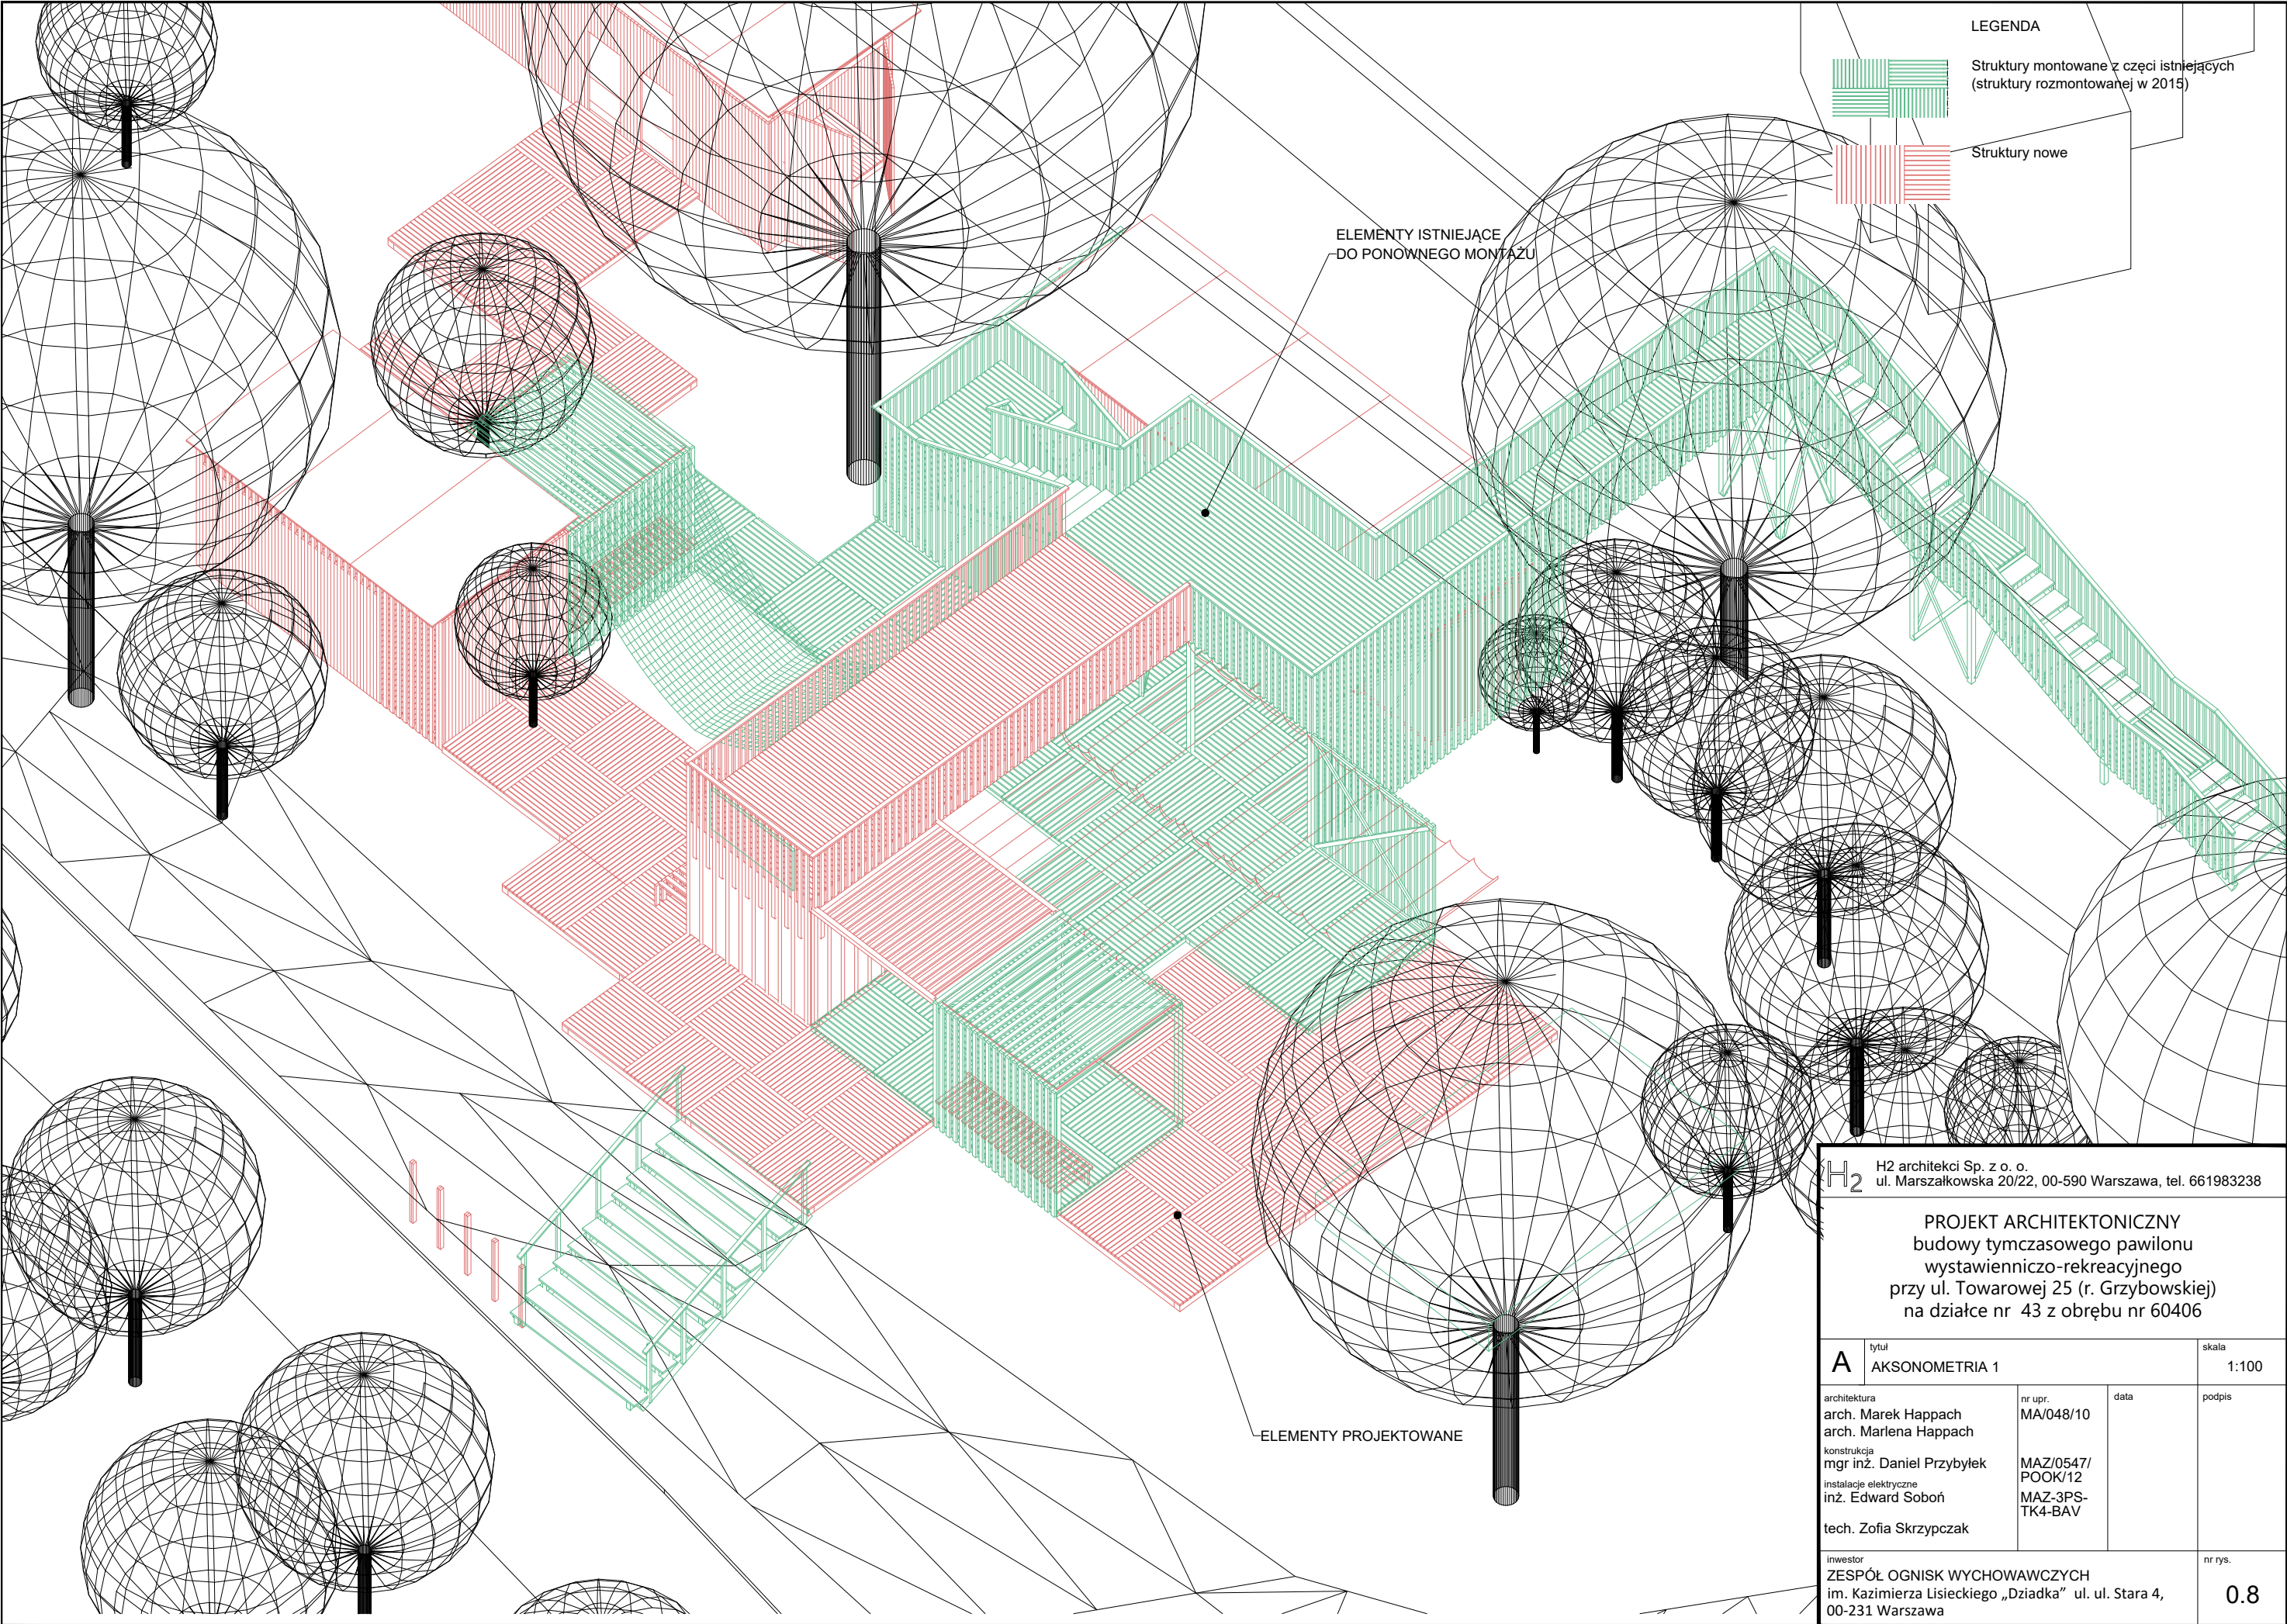 LEGENDA
Struktury montowane z częci istniejących
(struktury rozmontowanej w 2015)
Struktury nowe
ELEMENTY ISTNIEJĄCE
DO PONOWNEGO MONTAŻU
ELEMENTY PROJEKTOWANE
H2
H2 architekci Sp. z o. o.
ul. Marszałkowska 20/22, 00-590 Warszawa, tel. 661983238
PROJEKT ARCHITEKTONICZNY
budowy tymczasowego pawilonu
wystawienniczo-rekreacyjnego
przy ul. Towarowej 25 (r. Grzybowskiej)
na działce nr 43 z obrębu nr 60406
A
tytuł
AKSONOMETRIA 1
skala
1:100
architektura
nr upr.
data
podpis
arch. Marek Happach
MA/048/10
arch. Marlena Happach
konstrukcja
mgr inż. Daniel Przybyłek
MAZ/0547/
POOK/12
instalacje elektryczne
inż. Edward Soboń
MAZ-3PS-
TK4-BAV
tech. Zofia Skrzypczak
inwestor
ZESPÓŁ OGNISK WYCHOWAWCZYCH
im. Kazimierza Lisieckiego „Dziadka” ul. ul. Stara 4,
00-231 Warszawa
nr rys.
0.8